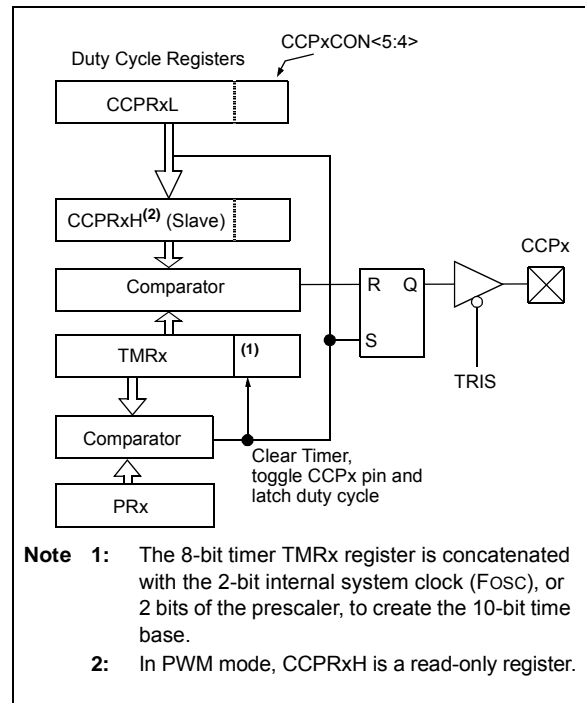 CCPxCON<5:4>
Duty Cycle Registers
CCPRxL
CCPRxH(2) (Slave)
CCPx
Comparator
R Q
TMRx (1)
S
TRIS
Comparator
Clear Timer,
toggle CCPx pin and
latch duty cycle
PRx
Note 1: The 8-bit timer TMRx register is concatenated
with the 2-bit internal system clock (FOSC), or
2 bits of the prescaler, to create the 10-bit time
base.
2: In PWM mode, CCPRxH is a read-only register.